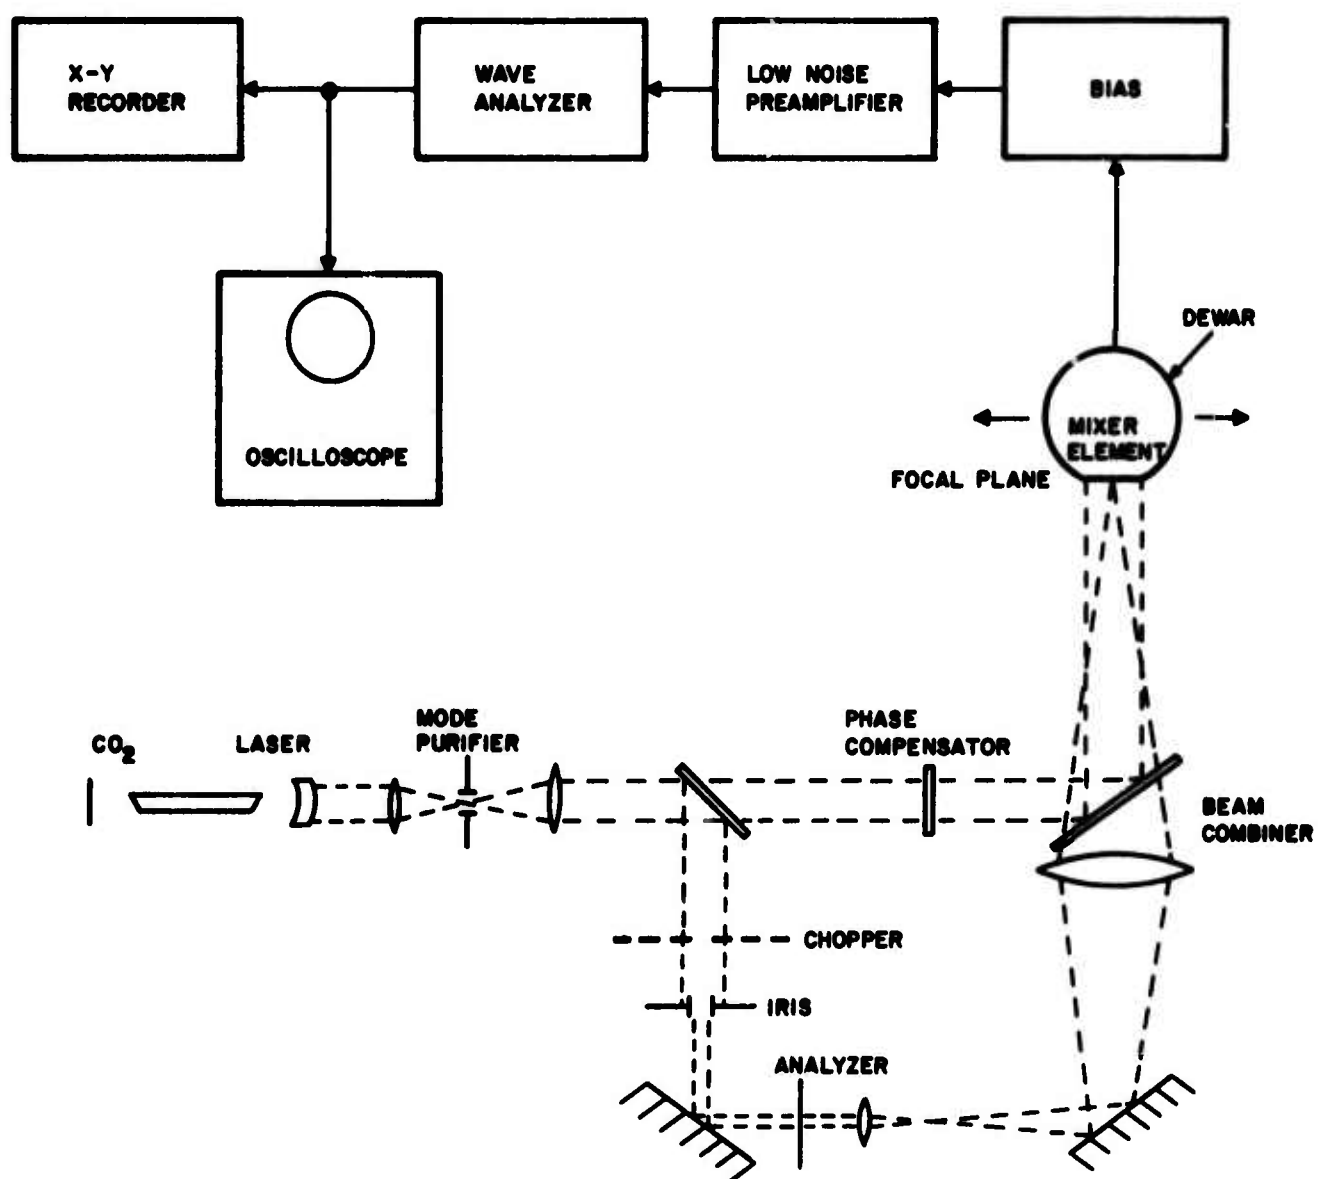 X-Y
RECORDER
WAVE
ANALYZER
LOW NOISE
PREAMPLIFIER
BIAS
OSCILLOSCOPE
DEWAR
MIXER
ELEMENT
FOCAL PLANE
CO2
LASER
MODE
PURIFIER
PHASE
COMPENSATOR
BEAM
COMBINER
CHOPPER
IRIS
ANALYZER